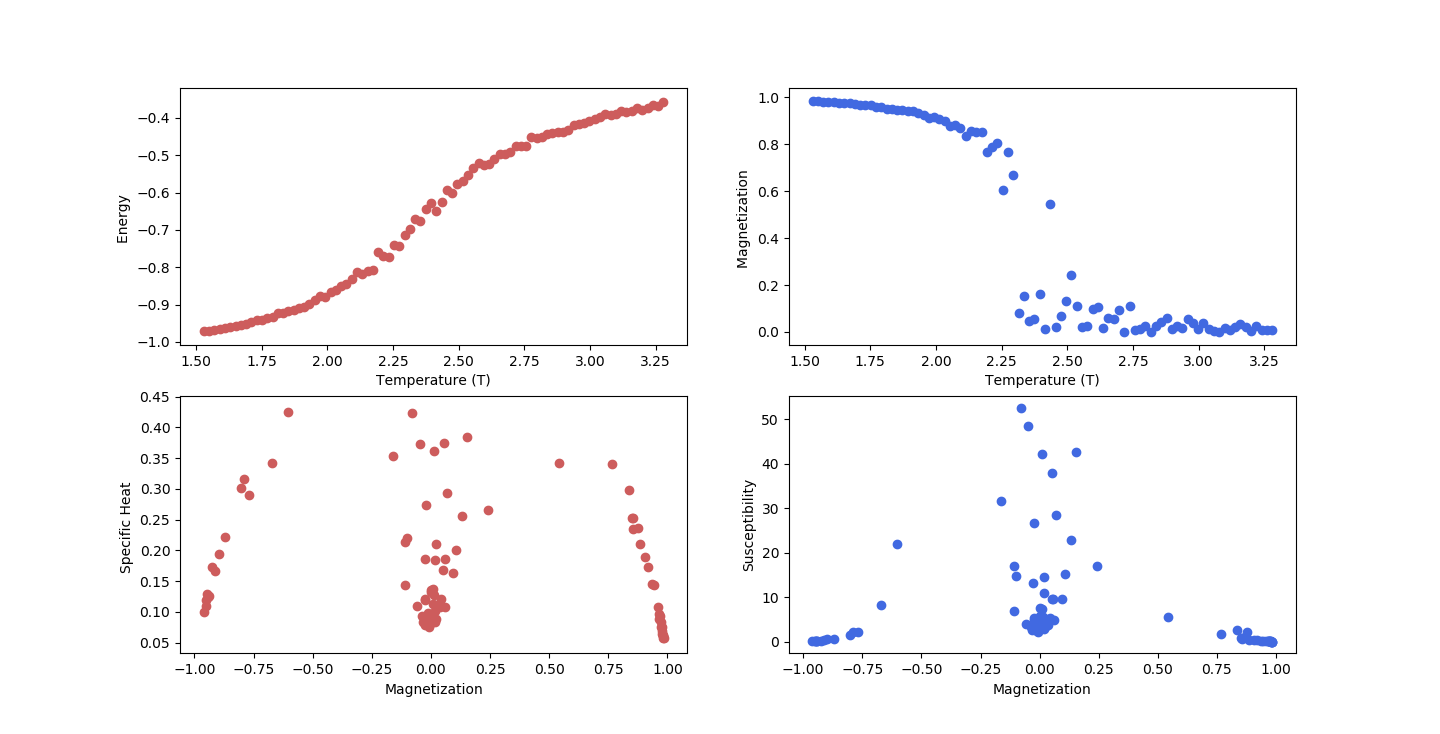 Energy
−0.4
−0.5
−0.6
−0.7
−0.8
−0.9
−1.0
1.50 1.75 2.00 2.25 2.50 2.75 3.00 3.25
Temperature (T)
Magnetization
1.0
0.8
0.6
0.4
0.2
0.0
1.50 1.75 2.00 2.25 2.50 2.75 3.00 3.25
Temperature (T)
Specific Heat
0.45
0.40
0.35
0.30
0.25
0.20
0.15
0.10
0.05
−1.00 −0.75 −0.50 −0.25 0.00 0.25 0.50 0.75 1.00
Magnetization
Susceptibility
50
40
30
20
10
0
−1.00 −0.75 −0.50 −0.25 0.00 0.25 0.50 0.75 1.00
Magnetization